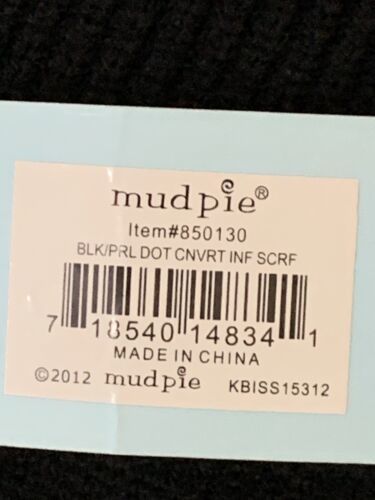 mudpie®
Item#850130
BLK/PRL DOT CNVRT INF SCRF
7 18540 14834 1
MADE IN CHINA
©2012 mudpie KBISS15312